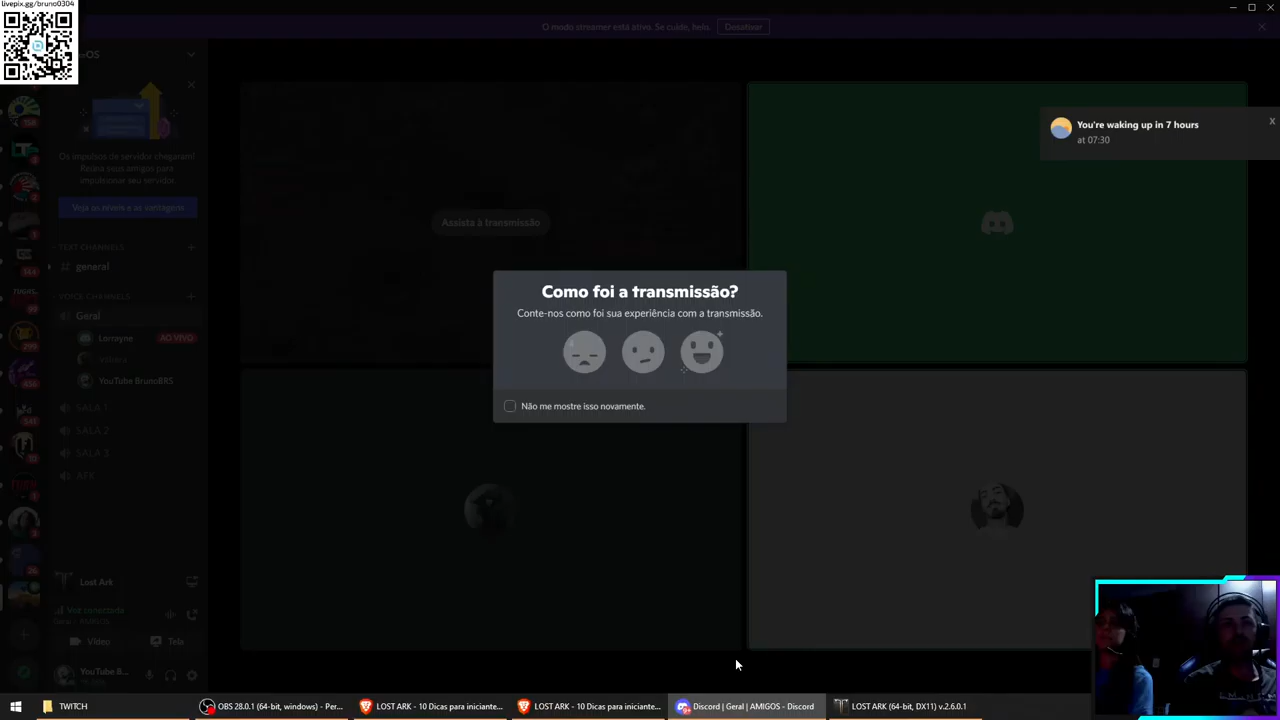 livepix.gg/bruno0304
O modo streamer está ativo. Se cuide, hein.
Desativar
You're waking up in 7 hours
at 07:30
Os impulsos de servidor chegaram!
impulsionar seu servidor.
Veja os níveis e as vantagens
TEXT CHANNELS
# genaral
VOICE CHANNELS
Geral
Lorrayne
AO VIVO
YouTube BrunoBRS
SALA 1
SALA 2
SALA 3
AFK
Assista à transmissão
Como foi a transmissão?
Conte-nos como foi sua experiência com a transmissão.
Não me mostre isso novamente.
Lost Ark
Voz conectada
Geral / AMIGOS
Vídeo
Tela
YouTube B...
TWITCH
OBS 28.0.1 (64-bit, windows) - Per...
LOST ARK - 10 Dicas para iniciante...
LOST ARK - 10 Dicas para iniciante...
Discord | Geral | AMIGOS - Discord
LOST ARK (64-bit, DX11) v.2.6.0.1